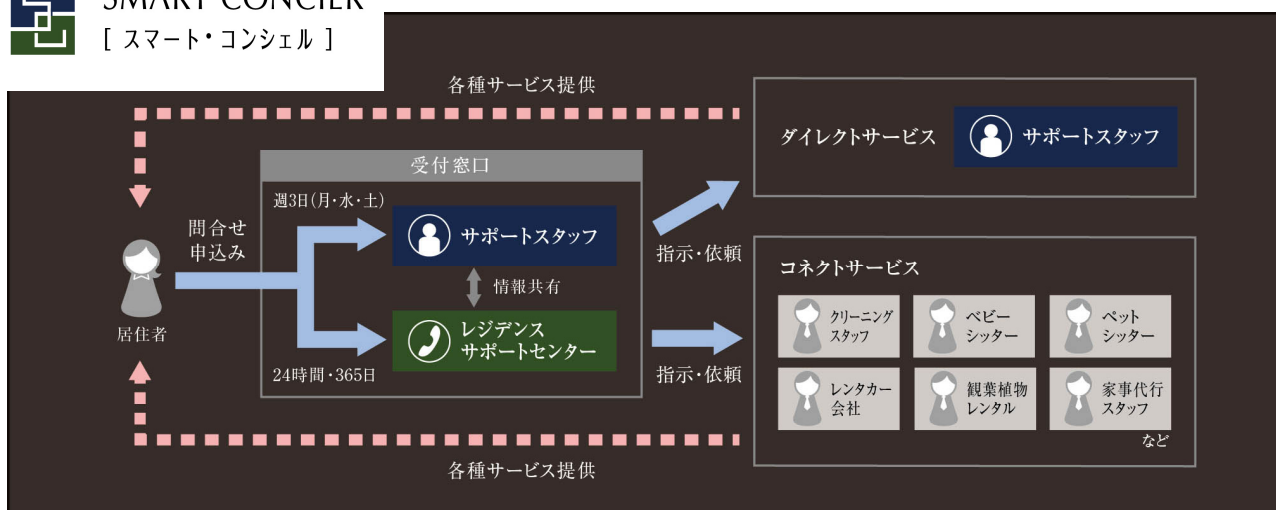 SMART CONCIER
[ スマート・コンシェル ]
各種サービス提供
ダイレクトサービス
サポートスタッフ
受付窓口
週3日(月・水・土)
サポートスタッフ
問合せ
申込み
情報共有
居住者
レジデンス
サポートセンター
24時間・365日
指示・依頼
指示・依頼
コネクトサービス
クリーニング
スタッフ
ベビー
シッター
ペット
シッター
レンタカー
会社
観葉植物
レンタル
家事代行
スタッフ
など
各種サービス提供